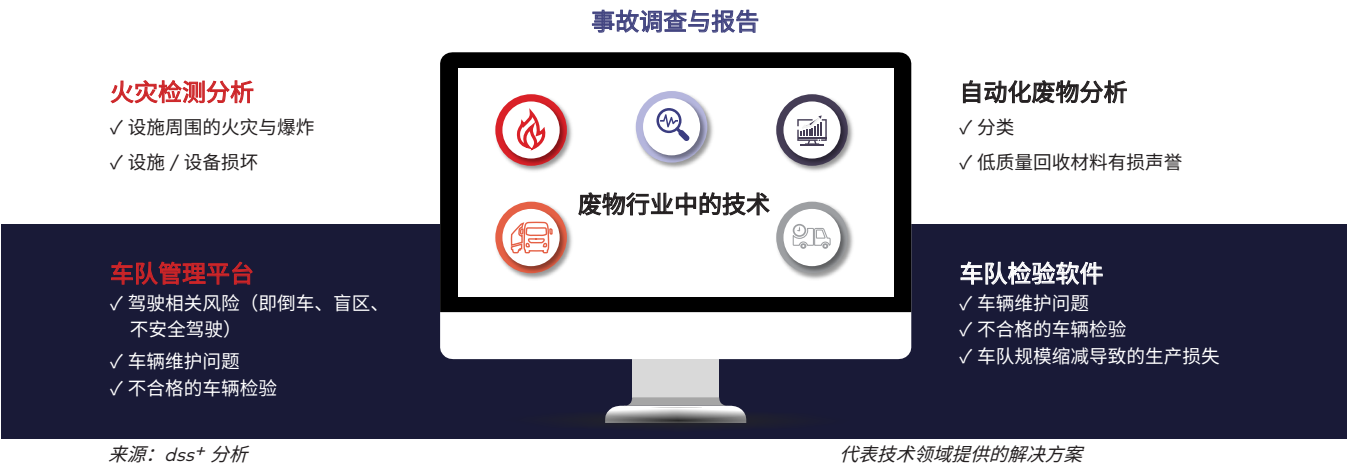 事故调查与报告
火灾检测分析
✓ 设施周围的火灾与爆炸
✓ 设施 / 设备损坏
自动化废物分析
✓ 分类
✓ 低质量回收材料有损声誉
废物行业中的技术
车队管理平台
✓ 驾驶相关风险（即倒车、盲区、
不安全驾驶）
✓ 车辆维护问题
✓ 不合格的车辆检验
车队检验软件
✓ 车辆维护问题
✓ 不合格的车辆检验
✓ 车队规模缩减导致的生产损失
来源：dss⁺ 分析
代表技术领域提供的解决方案